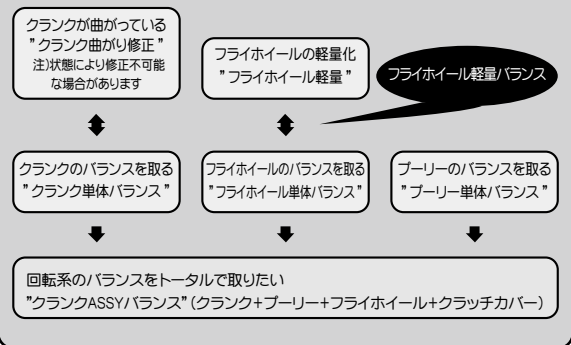 クランクが曲がっている
”クランク曲がり修正”
注)状態により修正不可能
な場合があります
フライホイールの軽量化
”フライホイール軽量”
フライホイール軽量バランス
クランクのバランスを取る
”クランク単体バランス”
フライホイールのバランスを取る
”フライホイール単体バランス”
プーリーのバランスを取る
”プーリー単体バランス”
回転系のバランスをトータルで取りたい
”クランクASSYバランス”(クランク+プーリー+フライホイール+クラッチカバー)